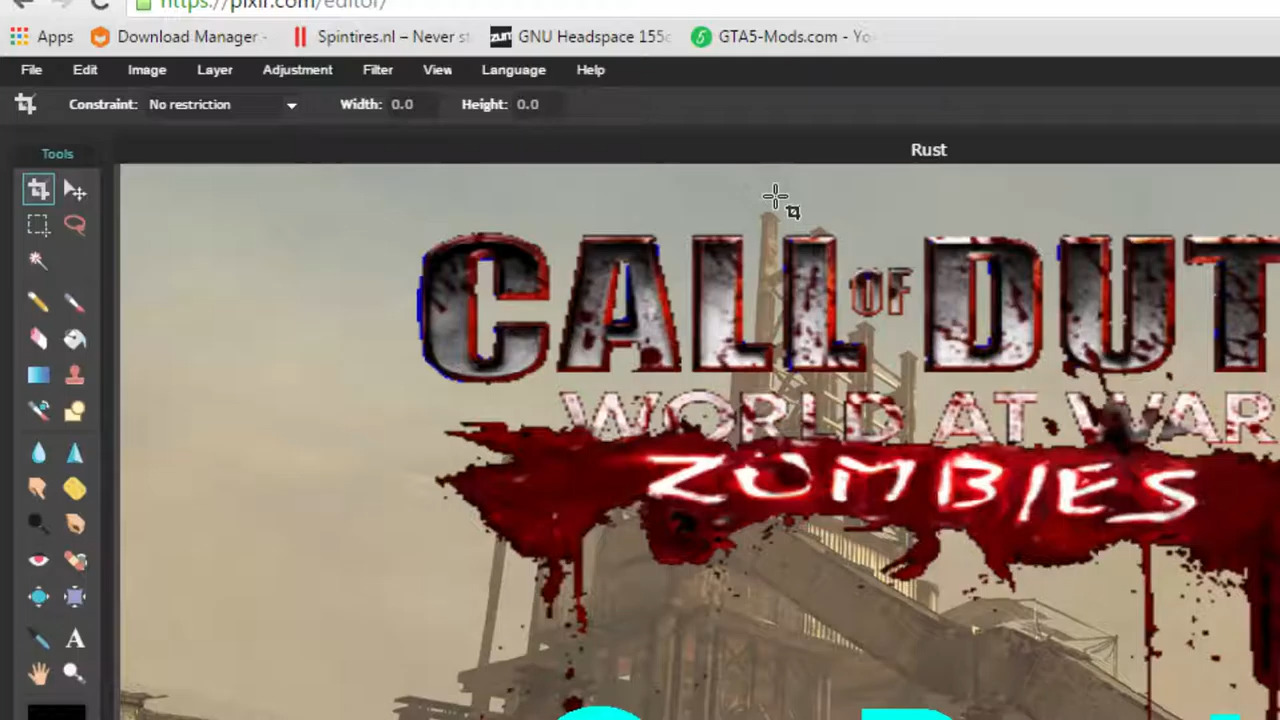 https://pixlr.com/editor/
Apps Download Manager - Spintires.nl – Never st GNU Headspace 155 GTA5-Mods.com - Yo
File Edit Image Layer Adjustment Filter View Language Help
Constraint: No restriction Width: 0.0 Height: 0.0
Tools
Rust
CALL OF DUT
WORLD AT WAR
ZOMBIES